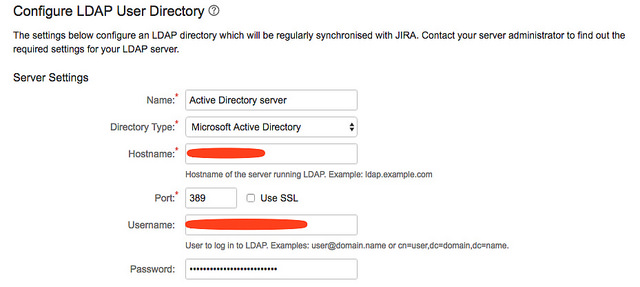 Configure LDAP User Directory ?
The settings below configure an LDAP directory which will be regularly synchronised with JIRA. Contact your server administrator to find out the
required settings for your LDAP server.
Server Settings
Name:* Active Directory server
Directory Type:* Microsoft Active Directory
Hostname:*
Hostname of the server running LDAP. Example: ldap.example.com
Port:* 389 Use SSL
Username:*
User to log in to LDAP. Examples: user@domain.name or cn=user,dc=domain,dc=name.
Password: ••••••••••••••••••••••••••